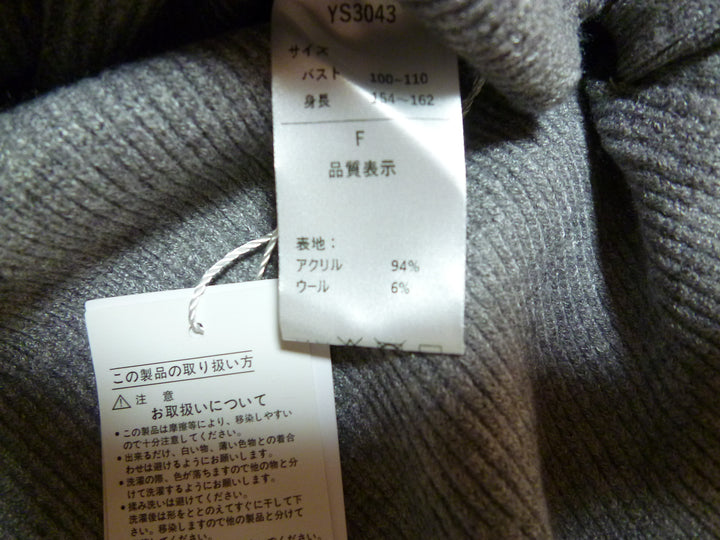 YS3043
サイズ
バスト 100~110
身長 154~162
F
品質表示
表地:
アクリル 94%
ウール 6%
この製品の取り扱い方
⚠注 意
お取扱いについて
●この製品は摩擦等により、移染しやすい
ので十分注意してください。
●出来るだけ、白い物、薄い色物との着合
わせは避けるようにお願いします。
●洗濯の際、色が落ちますので他の物と分
けて洗濯するようにお願いします。
●揉み洗いは避けてください。
洗濯後は形をととのえてすぐに干して下
さい。移染しますので他の製品と分けて